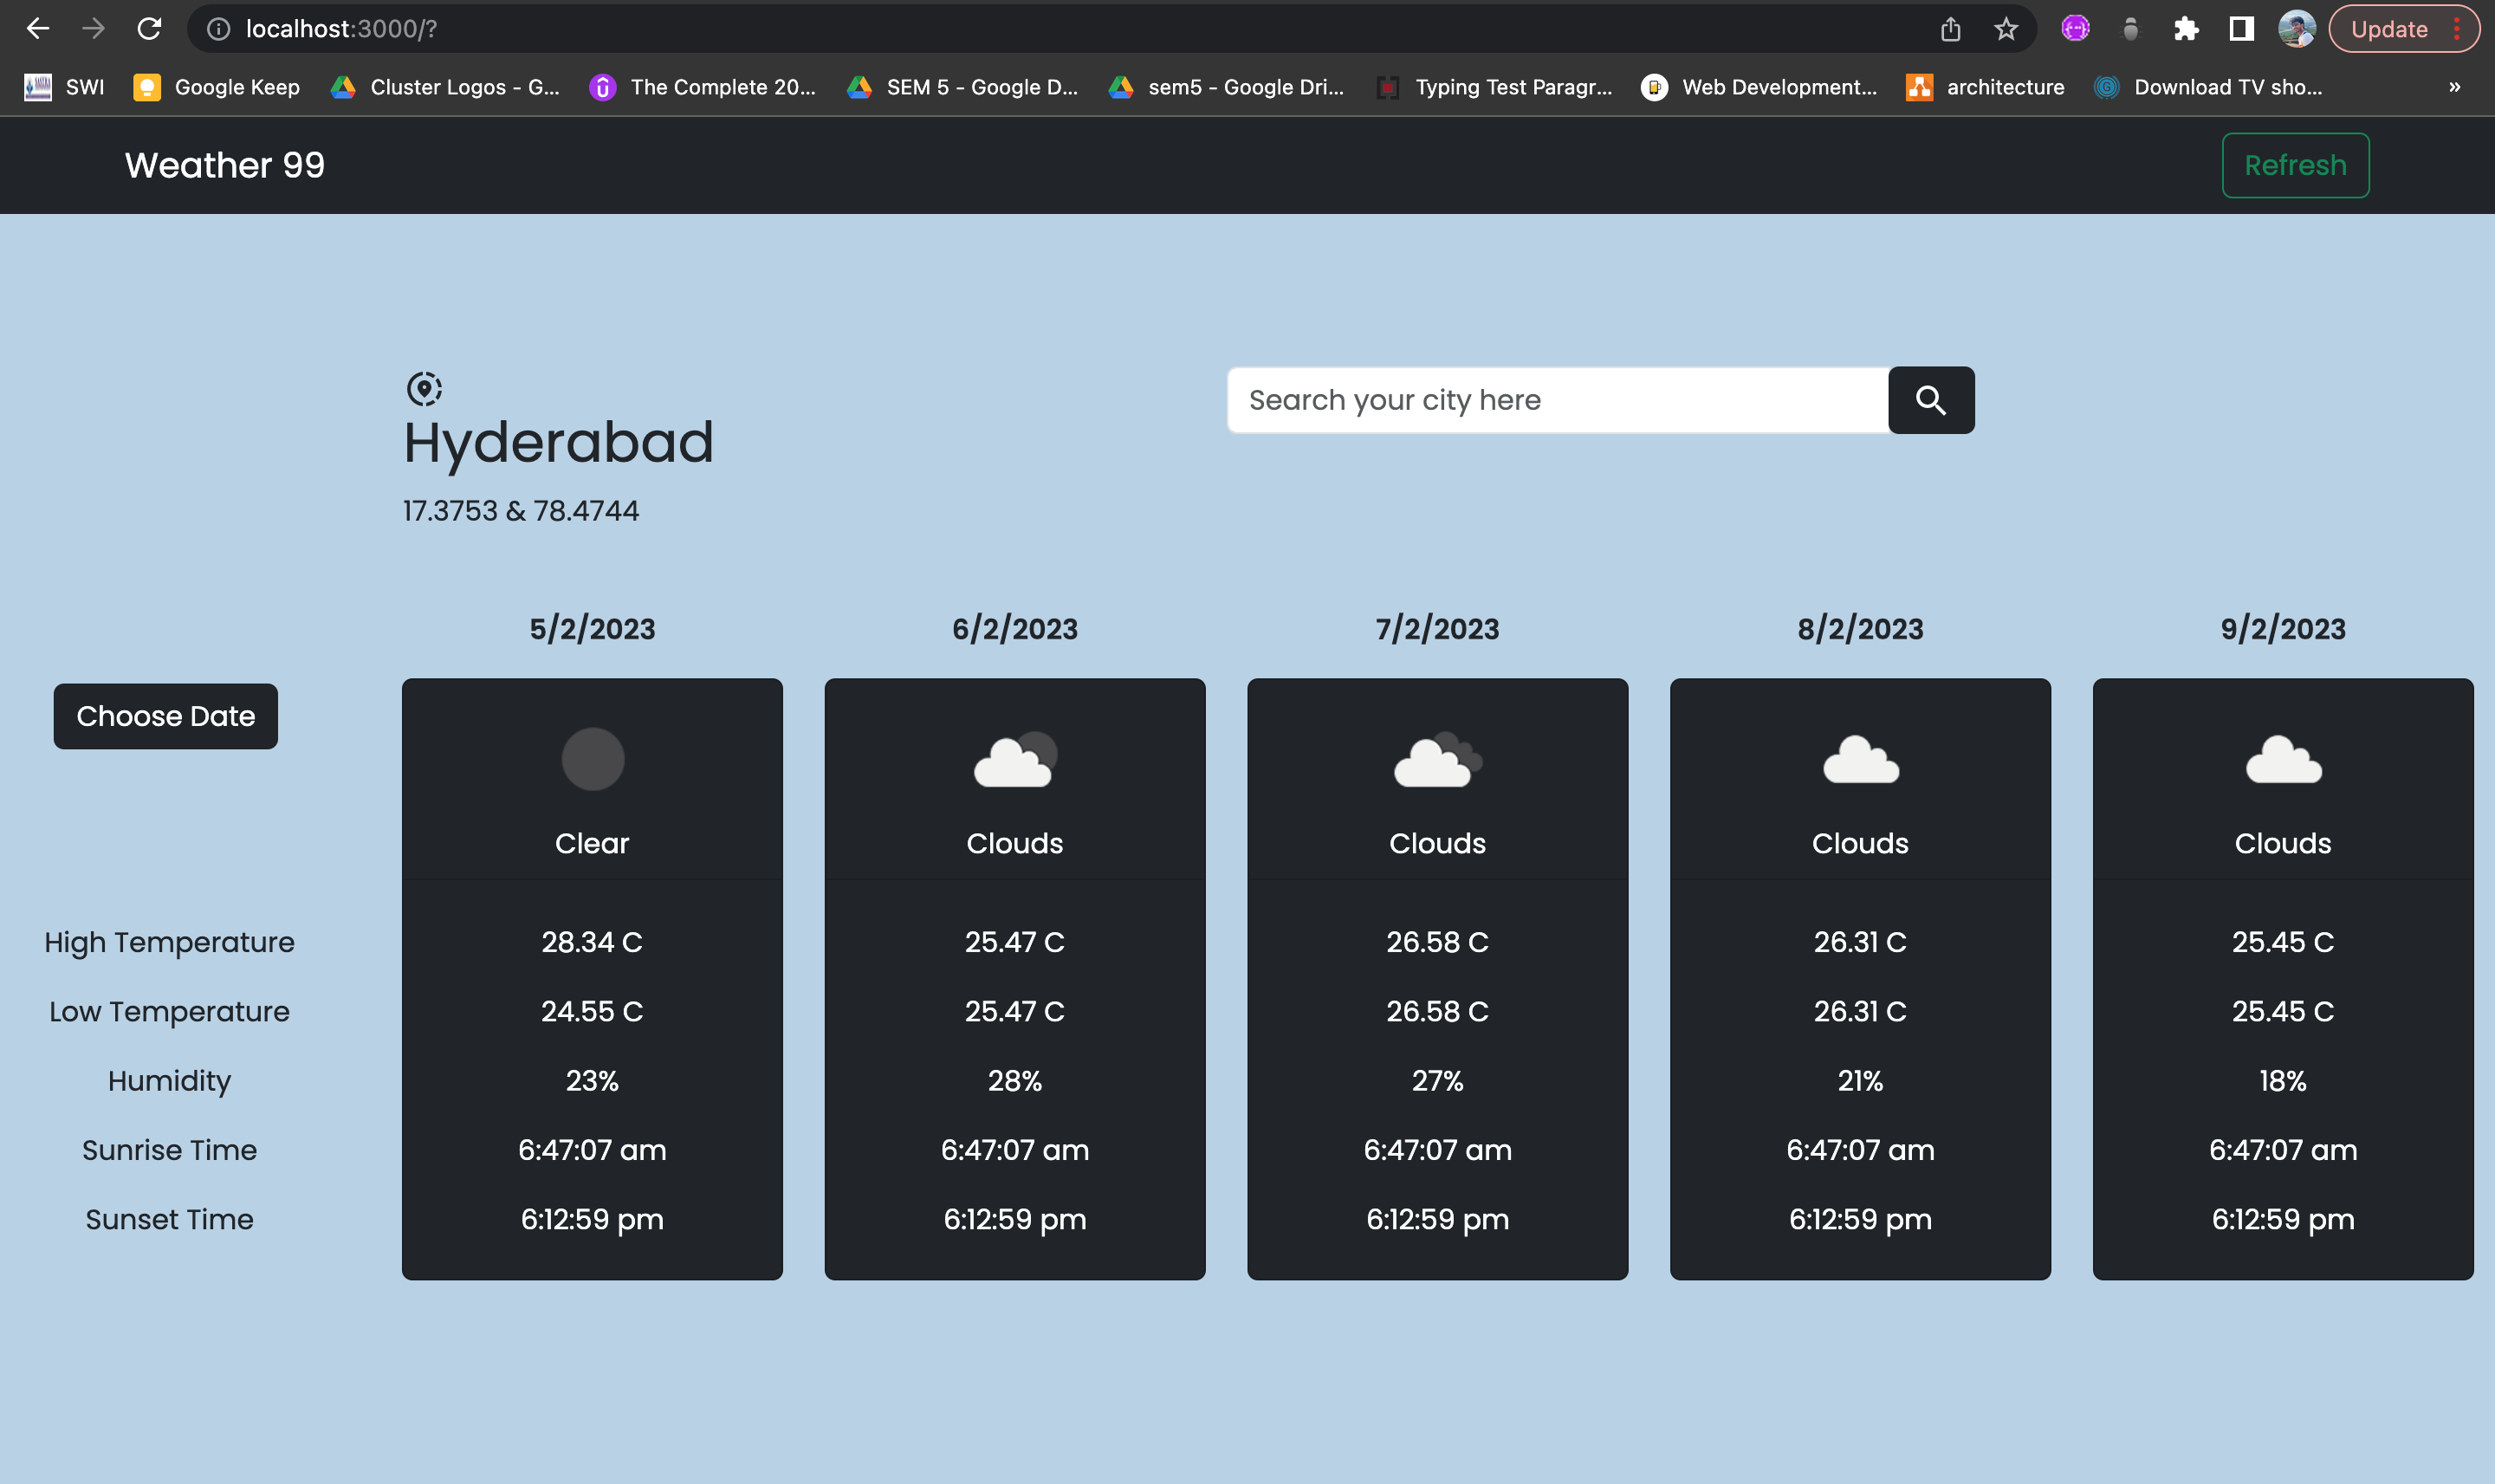 localhost:3000/?
Update
SWI Google Keep Cluster Logos - G... The Complete 20... SEM 5 - Google D... sem5 - Google Dri... Typing Test Paragr... Web Development... architecture Download TV sho... »
Weather 99 Refresh
Search your city here
Hyderabad
17.3753 & 78.4744
5/2/2023 6/2/2023 7/2/2023 8/2/2023 9/2/2023
Choose Date
Clear Clouds Clouds Clouds Clouds
High Temperature 28.34 C 25.47 C 26.58 C 26.31 C 25.45 C
Low Temperature 24.55 C 25.47 C 26.58 C 26.31 C 25.45 C
Humidity 23% 28% 27% 21% 18%
Sunrise Time 6:47:07 am 6:47:07 am 6:47:07 am 6:47:07 am 6:47:07 am
Sunset Time 6:12:59 pm 6:12:59 pm 6:12:59 pm 6:12:59 pm 6:12:59 pm